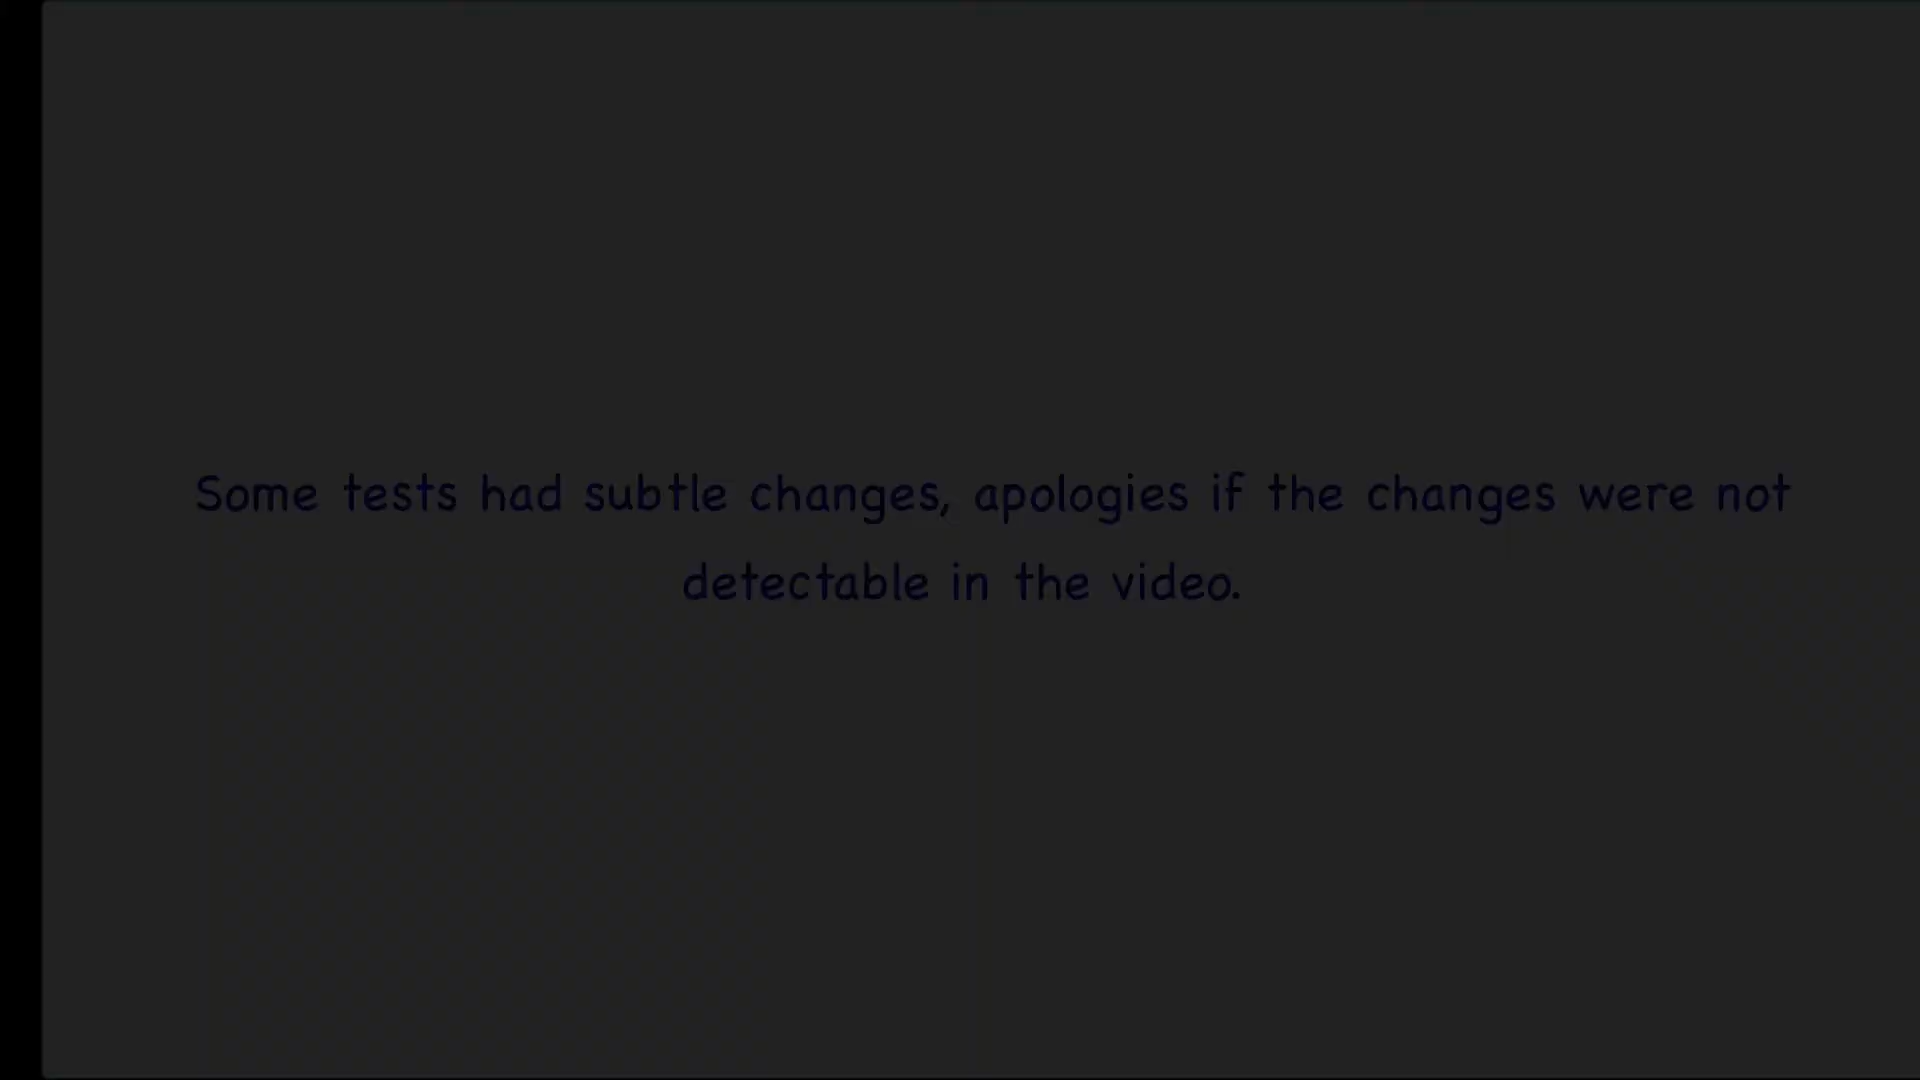 Some tests had subtle changes, apologies if the changes were not
detectable in the video.